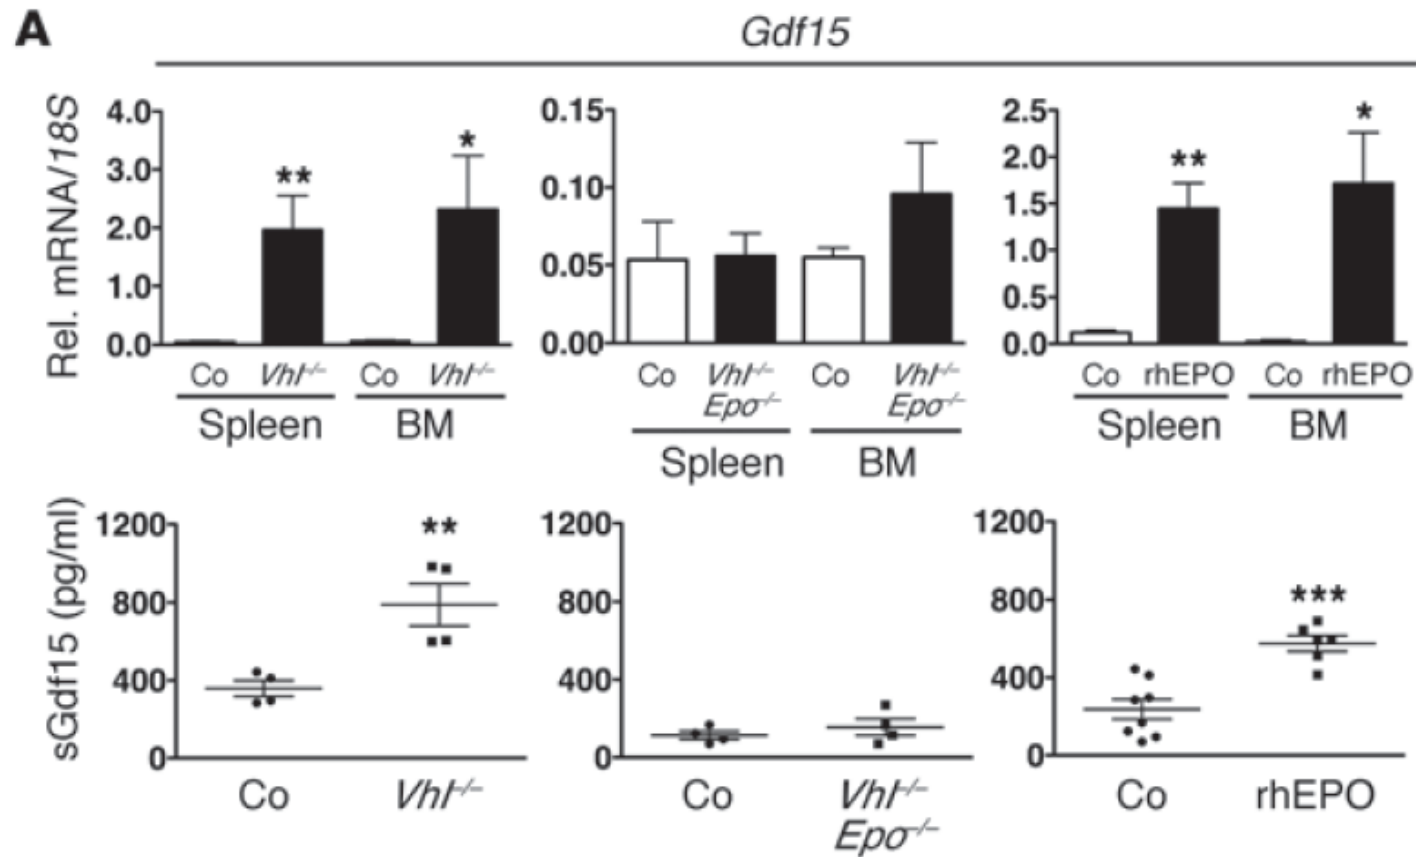 A
Gdf15
Rel. mRNA/18S
4.0
3.0
2.0
1.0
0.0
**
*
Co Vhl-/- Co Vhl-/-
Spleen BM
0.15
0.10
0.05
0.00
Co Vhl-/- Co Vhl-/-
Epo-/- Epo-/-
Spleen BM
2.5
2.0
1.5
1.0
0.5
0.0
**
*
Co rhEPO Co rhEPO
Spleen BM
sGdf15 (pg/ml)
1200
800
400
0
**
Co Vhl-/-
1200
800
400
0
Co Vhl-/-
Epo-/-
1200
800
400
0
***
Co rhEPO